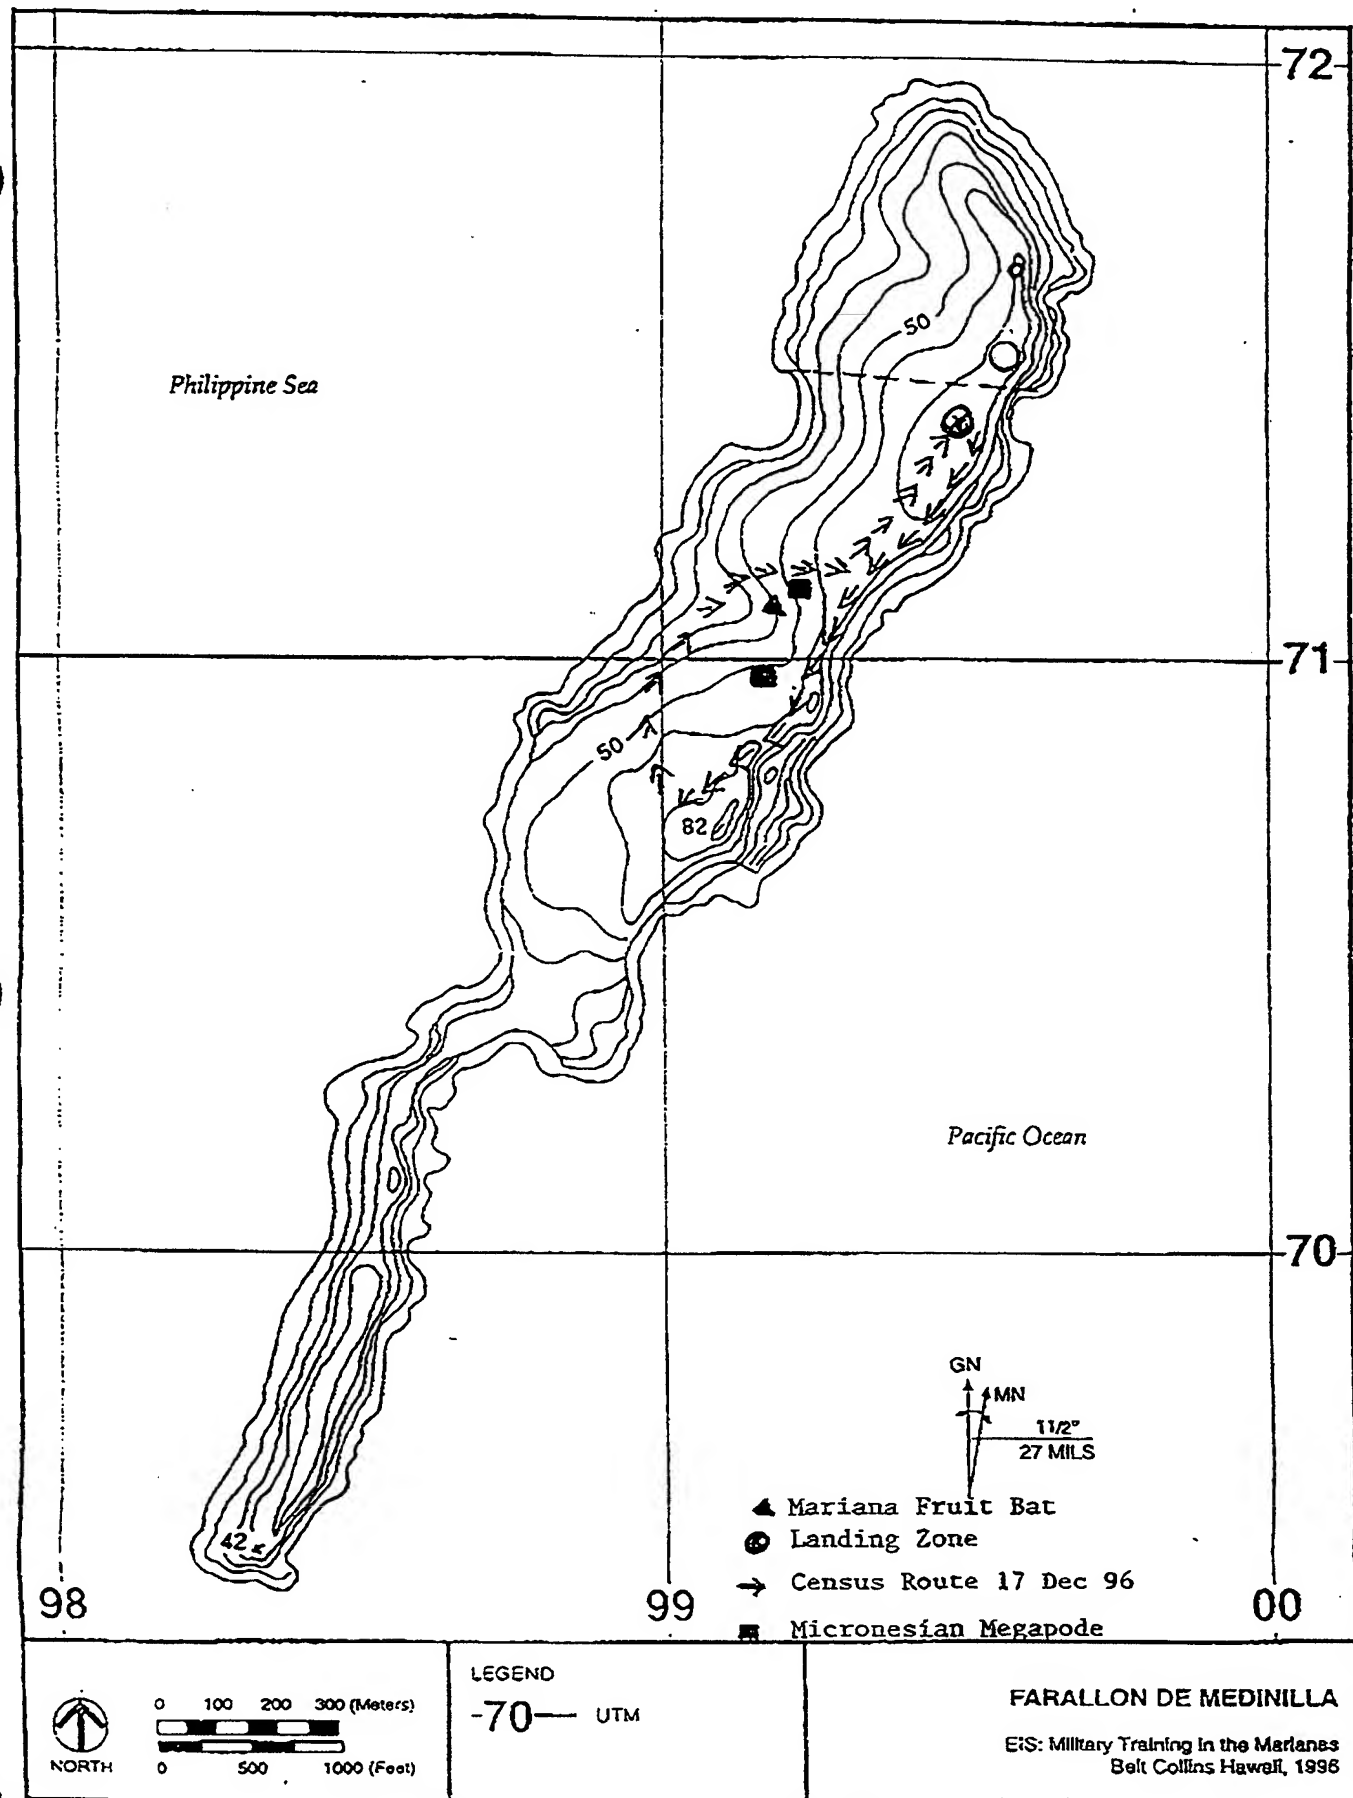 72
Philippine Sea
50
71
50
82
Pacific Ocean
70
GN
MN
11/2°
27 MILS
Mariana Fruit Bat
Landing Zone
Census Route 17 Dec 96
Micronesian Megapode
42
98
99
00
NORTH
0 100 200 300 (Meters)
0 500 1000 (Feet)
LEGEND
-70— UTM
FARALLON DE MEDINILLA
EIS: Military Training in the Marianas
Belt Collins Hawaii, 1996